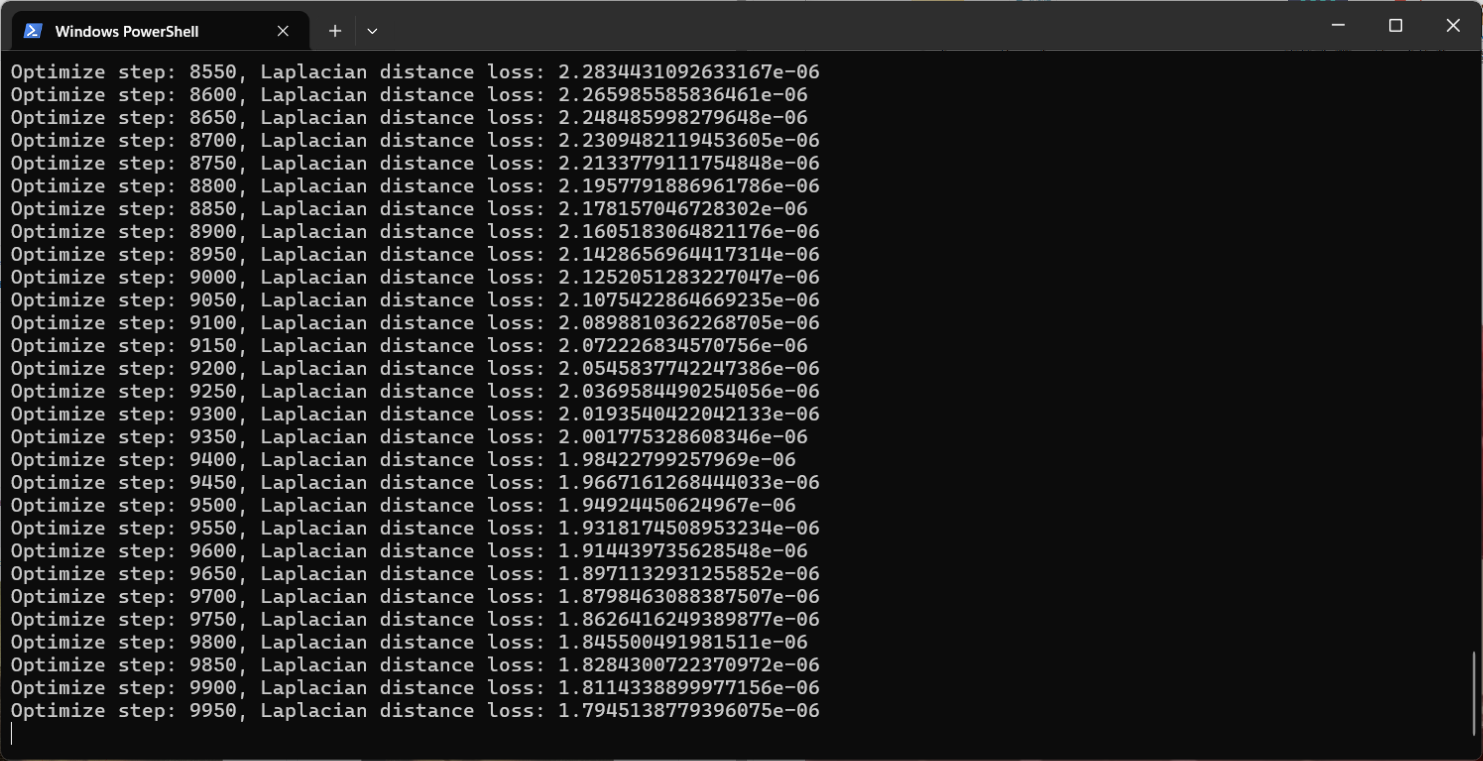 Windows PowerShell
Optimize step: 8550, Laplacian distance loss: 2.2834431092633167e-06
Optimize step: 8600, Laplacian distance loss: 2.265985585836461e-06
Optimize step: 8650, Laplacian distance loss: 2.248485998279648e-06
Optimize step: 8700, Laplacian distance loss: 2.2309482119453605e-06
Optimize step: 8750, Laplacian distance loss: 2.2133779111754848e-06
Optimize step: 8800, Laplacian distance loss: 2.1957791886961786e-06
Optimize step: 8850, Laplacian distance loss: 2.178157046728302e-06
Optimize step: 8900, Laplacian distance loss: 2.1605183064821176e-06
Optimize step: 8950, Laplacian distance loss: 2.1428656964417314e-06
Optimize step: 9000, Laplacian distance loss: 2.1252051283227047e-06
Optimize step: 9050, Laplacian distance loss: 2.1075422864669235e-06
Optimize step: 9100, Laplacian distance loss: 2.0898810362268705e-06
Optimize step: 9150, Laplacian distance loss: 2.072226834570756e-06
Optimize step: 9200, Laplacian distance loss: 2.0545837742247386e-06
Optimize step: 9250, Laplacian distance loss: 2.0369584490254056e-06
Optimize step: 9300, Laplacian distance loss: 2.0193540422042133e-06
Optimize step: 9350, Laplacian distance loss: 2.001775328608346e-06
Optimize step: 9400, Laplacian distance loss: 1.98422799257969e-06
Optimize step: 9450, Laplacian distance loss: 1.9667161268444033e-06
Optimize step: 9500, Laplacian distance loss: 1.94924450624967e-06
Optimize step: 9550, Laplacian distance loss: 1.9318174508953234e-06
Optimize step: 9600, Laplacian distance loss: 1.914439735628548e-06
Optimize step: 9650, Laplacian distance loss: 1.8971132931255852e-06
Optimize step: 9700, Laplacian distance loss: 1.8798463088387507e-06
Optimize step: 9750, Laplacian distance loss: 1.8626416249389877e-06
Optimize step: 9800, Laplacian distance loss: 1.845500491981511e-06
Optimize step: 9850, Laplacian distance loss: 1.8284300722370972e-06
Optimize step: 9900, Laplacian distance loss: 1.8114338899977156e-06
Optimize step: 9950, Laplacian distance loss: 1.7945138779396075e-06